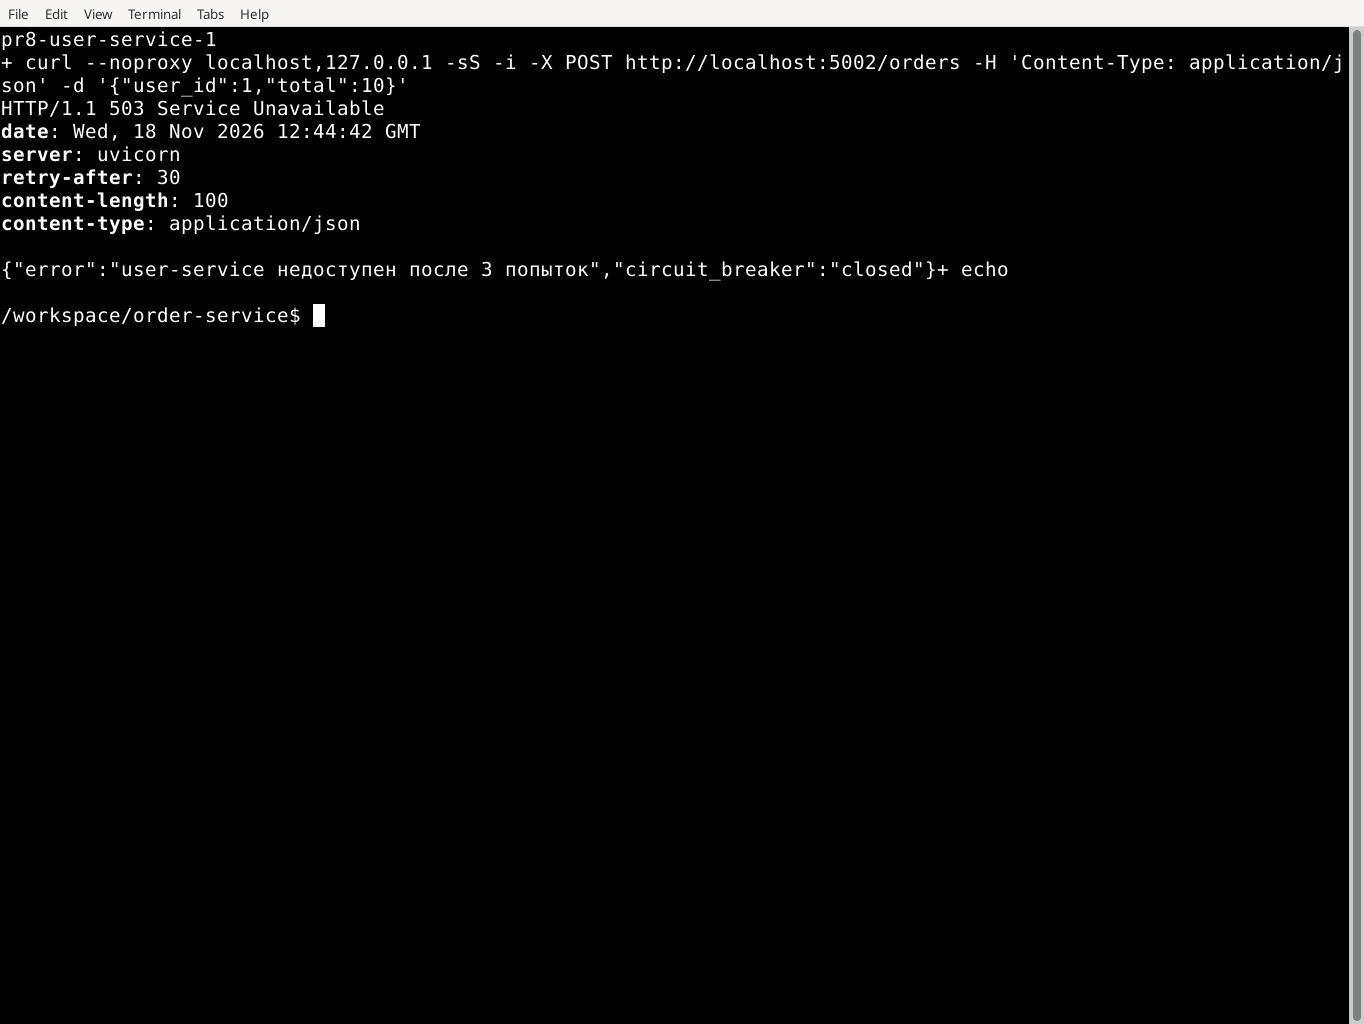 File Edit View Terminal Tabs Help
pr8-user-service-1
+ curl --noproxy localhost,127.0.0.1 -sS -i -X POST http://localhost:5002/orders -H 'Content-Type: application/j
son' -d '{"user_id":1,"total":10}'
HTTP/1.1 503 Service Unavailable
date: Wed, 18 Nov 2026 12:44:42 GMT
server: uvicorn
retry-after: 30
content-length: 100
content-type: application/json
{"error":"user-service недоступен после 3 попыток","circuit_breaker":"closed"}+ echo
/workspace/order-service$